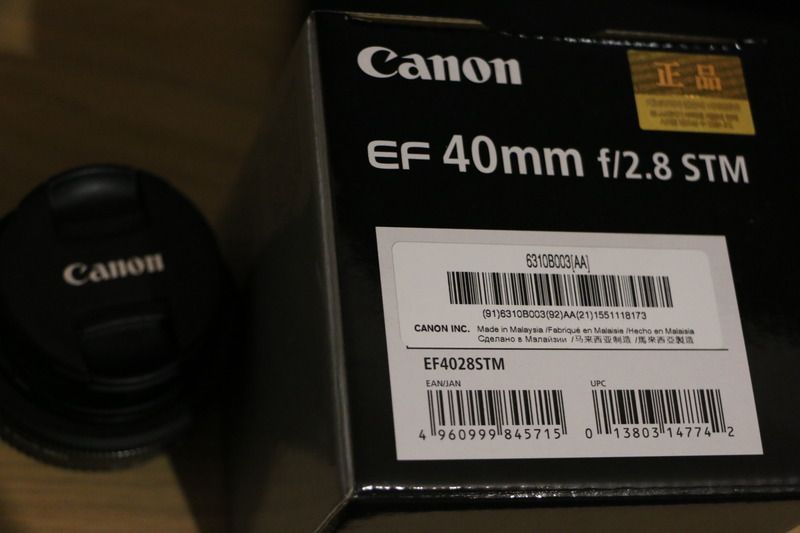 Canon
正品
EF 40mm f/2.8 STM
6310B003[AA]
(91)6310B003(92)AA(21)1551118173
CANON INC. Made in Malaysia /Fabriqué en Malaisie /Hecho en Malasia
Сделано в Малайзии /马来西亚制造 /馬來西亞製造
EF4028STM
EAN/JAN
UPC
4 960999 845715
0 13803 14774 2
Canon